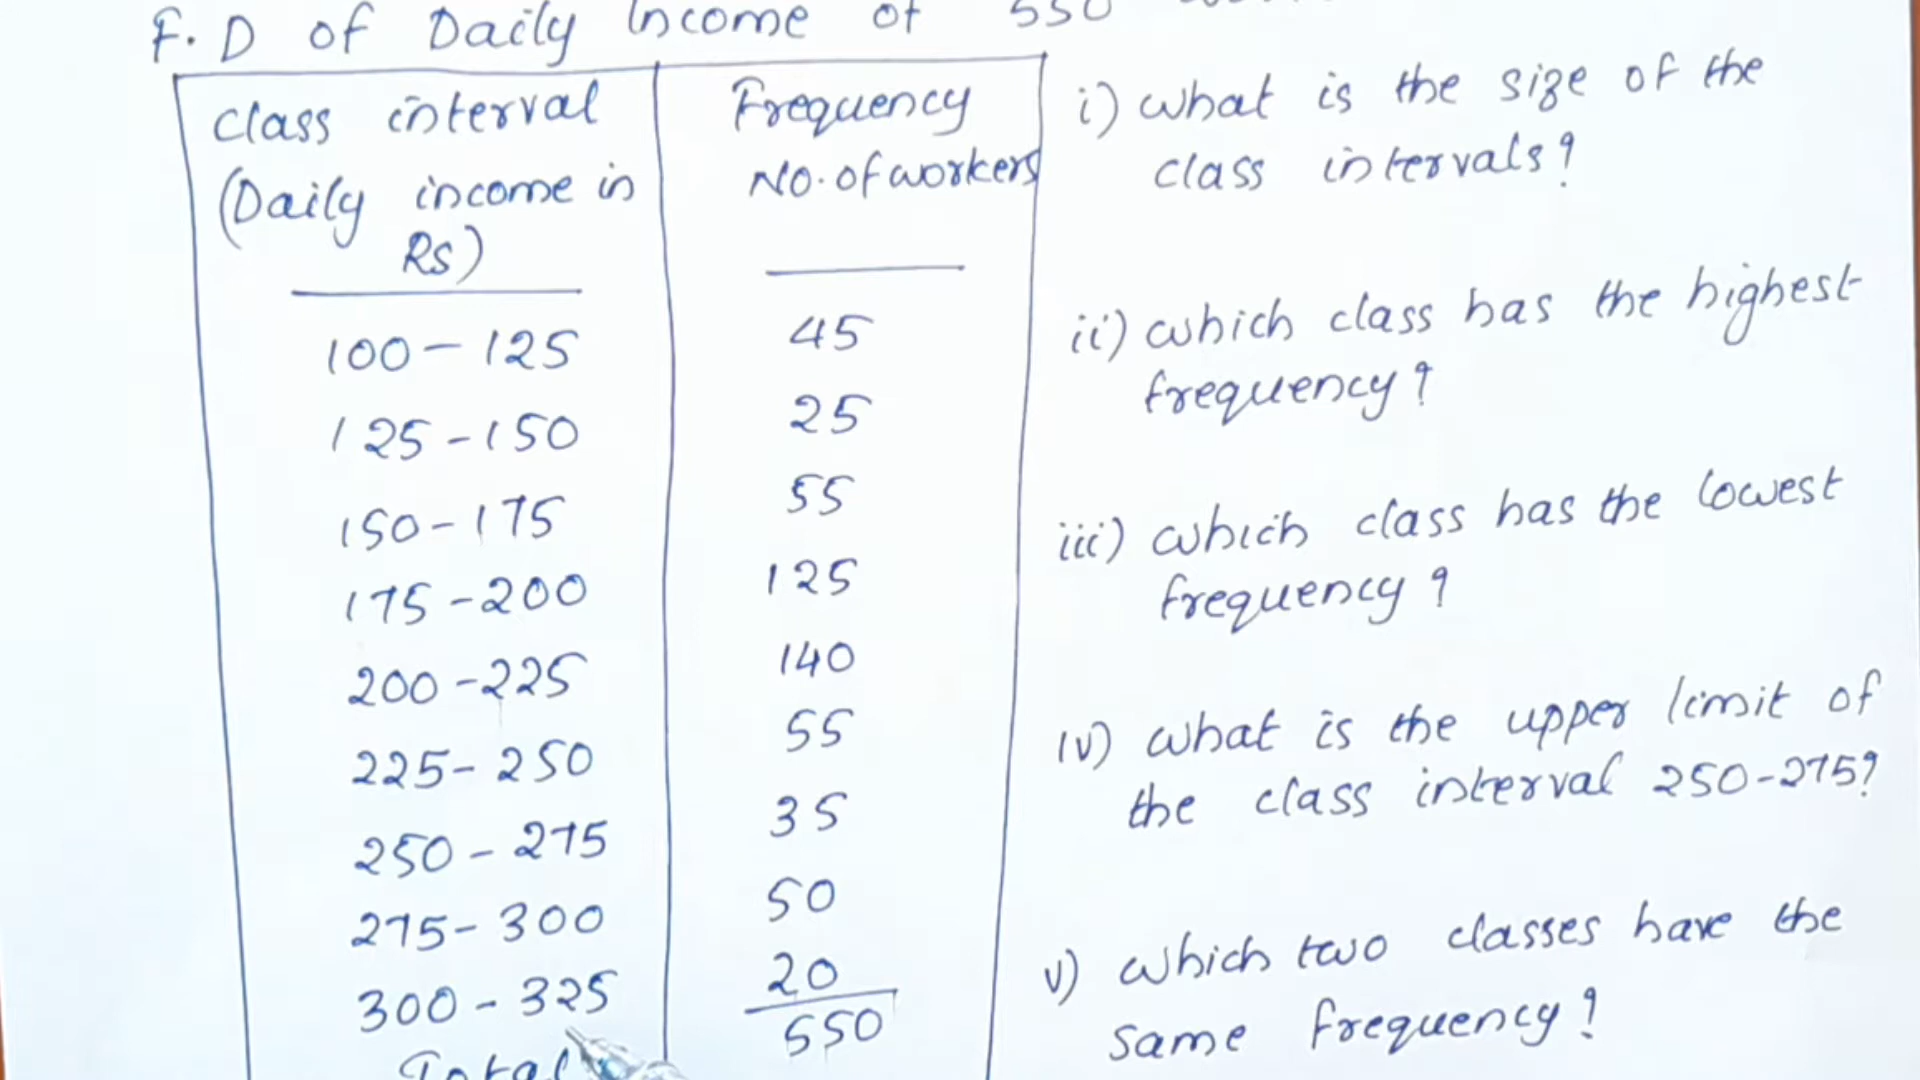 F.D of Daily Income of 550
Class interval
(Daily income in
Rs)
Frequency
No. of workers
100-125 45
125-150 25
150-175 55
175-200 125
200-225 140
225-250 55
250-275 35
275-300 50
300-325 20
Total 550
i) what is the size of the
class intervals?
ii) which class has the highest
frequency?
iii) which class has the lowest
frequency?
iv) what is the upper limit of
the class interval 250-275?
v) which two classes have the
same frequency?